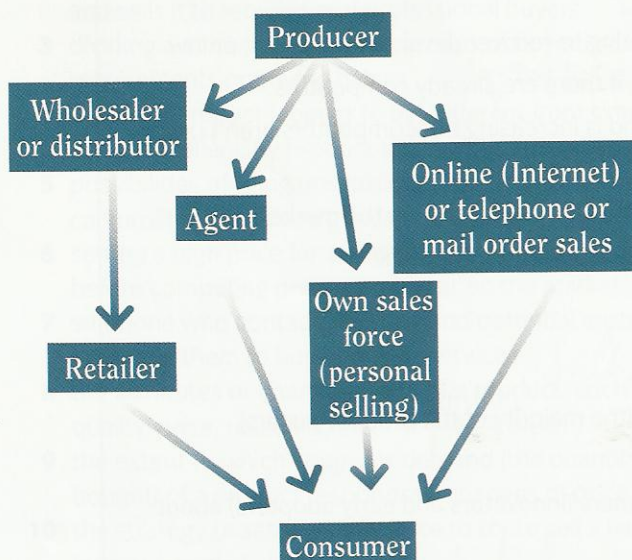 Producer
Wholesaler
or distributor
Agent
Online (Internet)
or telephone or
mail order sales
Own sales
force
(personal
selling)
Retailer
Consumer